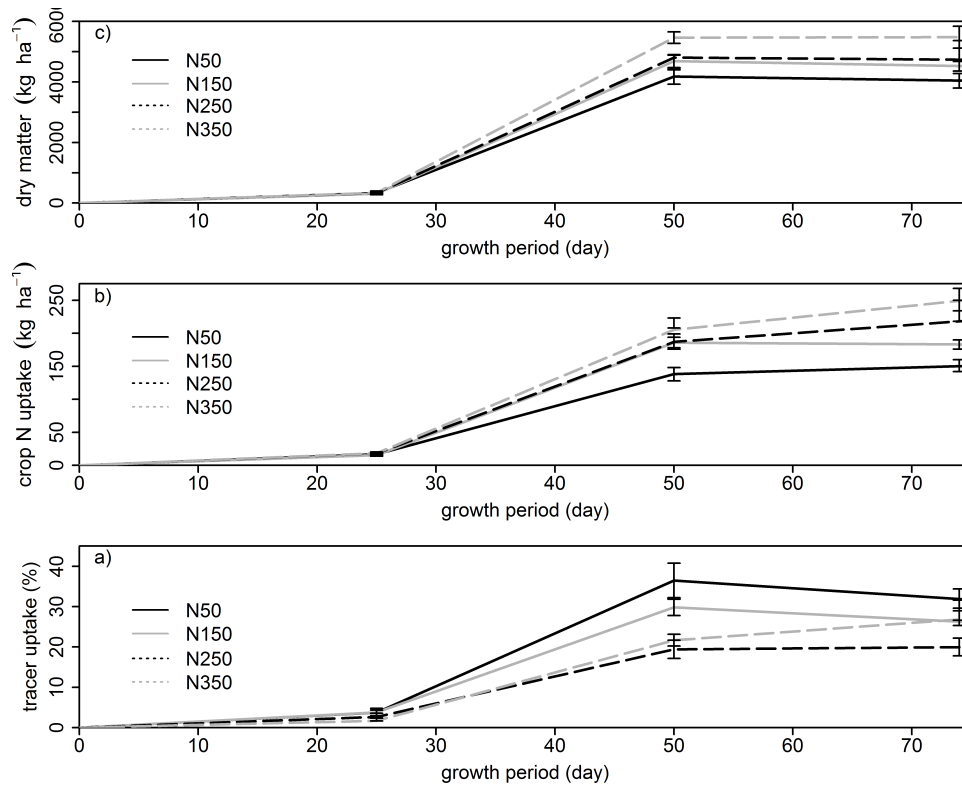 c)
N50
N150
N250
N350
0 2000 4000 6000
dry matter (kg ha⁻¹)
0 10 20 30 40 50 60 70
growth period (day)
b)
N50
N150
N250
N350
0 50 150 250
crop N uptake (kg ha⁻¹)
0 10 20 30 40 50 60 70
growth period (day)
a)
N50
N150
N250
N350
0 10 20 30 40
tracer uptake (%)
0 10 20 30 40 50 60 70
growth period (day)